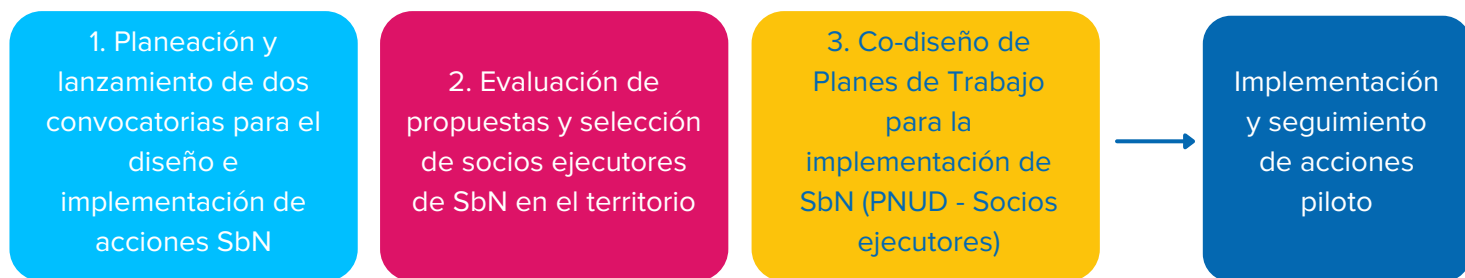 1. Planeación y
lanzamiento de dos
convocatorias para el
diseño e
implementación de
acciones SbN
2. Evaluación de
propuestas y selección
de socios ejecutores
de SbN en el territorio
3. Co-diseño de
Planes de Trabajo
para la
implementación de
SbN (PNUD - Socios
ejecutores)
Implementación
y seguimiento
de acciones
piloto